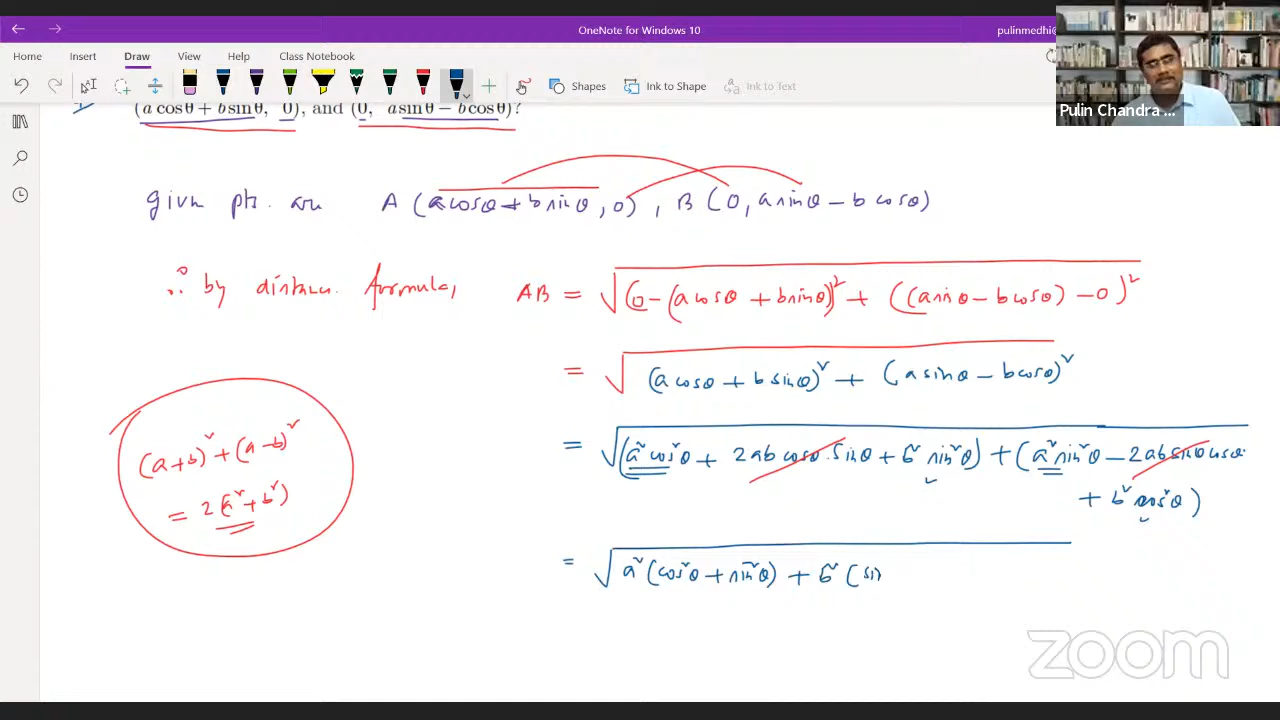 OneNote for Windows 10
pulinmedhi@
Home Insert Draw View Help Class Notebook
Shapes Ink to Shape Ink to Text
Pulin Chandra ...
(a cosθ + b sinθ, 0), and (0, a sinθ − b cosθ)?
given pts. are A (a cosθ + b sinθ, 0), B (0, a sinθ − b cosθ)
∴ by distance formula, AB = √(0 − (a cosθ + b sinθ))² + ((a sinθ − b cosθ) − 0)²
= √(a cosθ + b sinθ)² + (a sinθ − b cosθ)²
= √(a² cos²θ + 2ab cosθ . sinθ + b² sin²θ) + (a² sin²θ − 2ab sinθ cosθ
+ b² cos²θ)
(a+b)² + (a−b)²
= 2(a² + b²)
= √a² (cos²θ + sin²θ) + b² (si
zoom